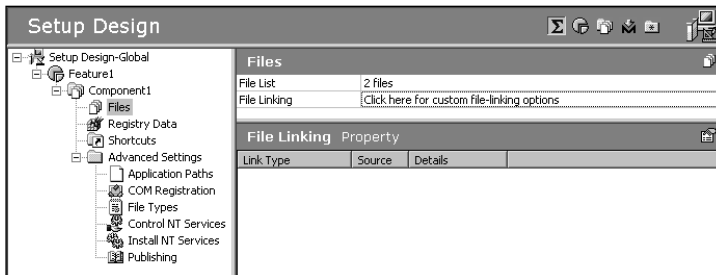 Setup Design
Setup Design-Global
Feature1
Component1
Files
Registry Data
Shortcuts
Advanced Settings
Application Paths
COM Registration
File Types
Control NT Services
Install NT Services
Publishing
Files
File List 2 files
File Linking Click here for custom file-linking options
File Linking Property
Link Type Source Details